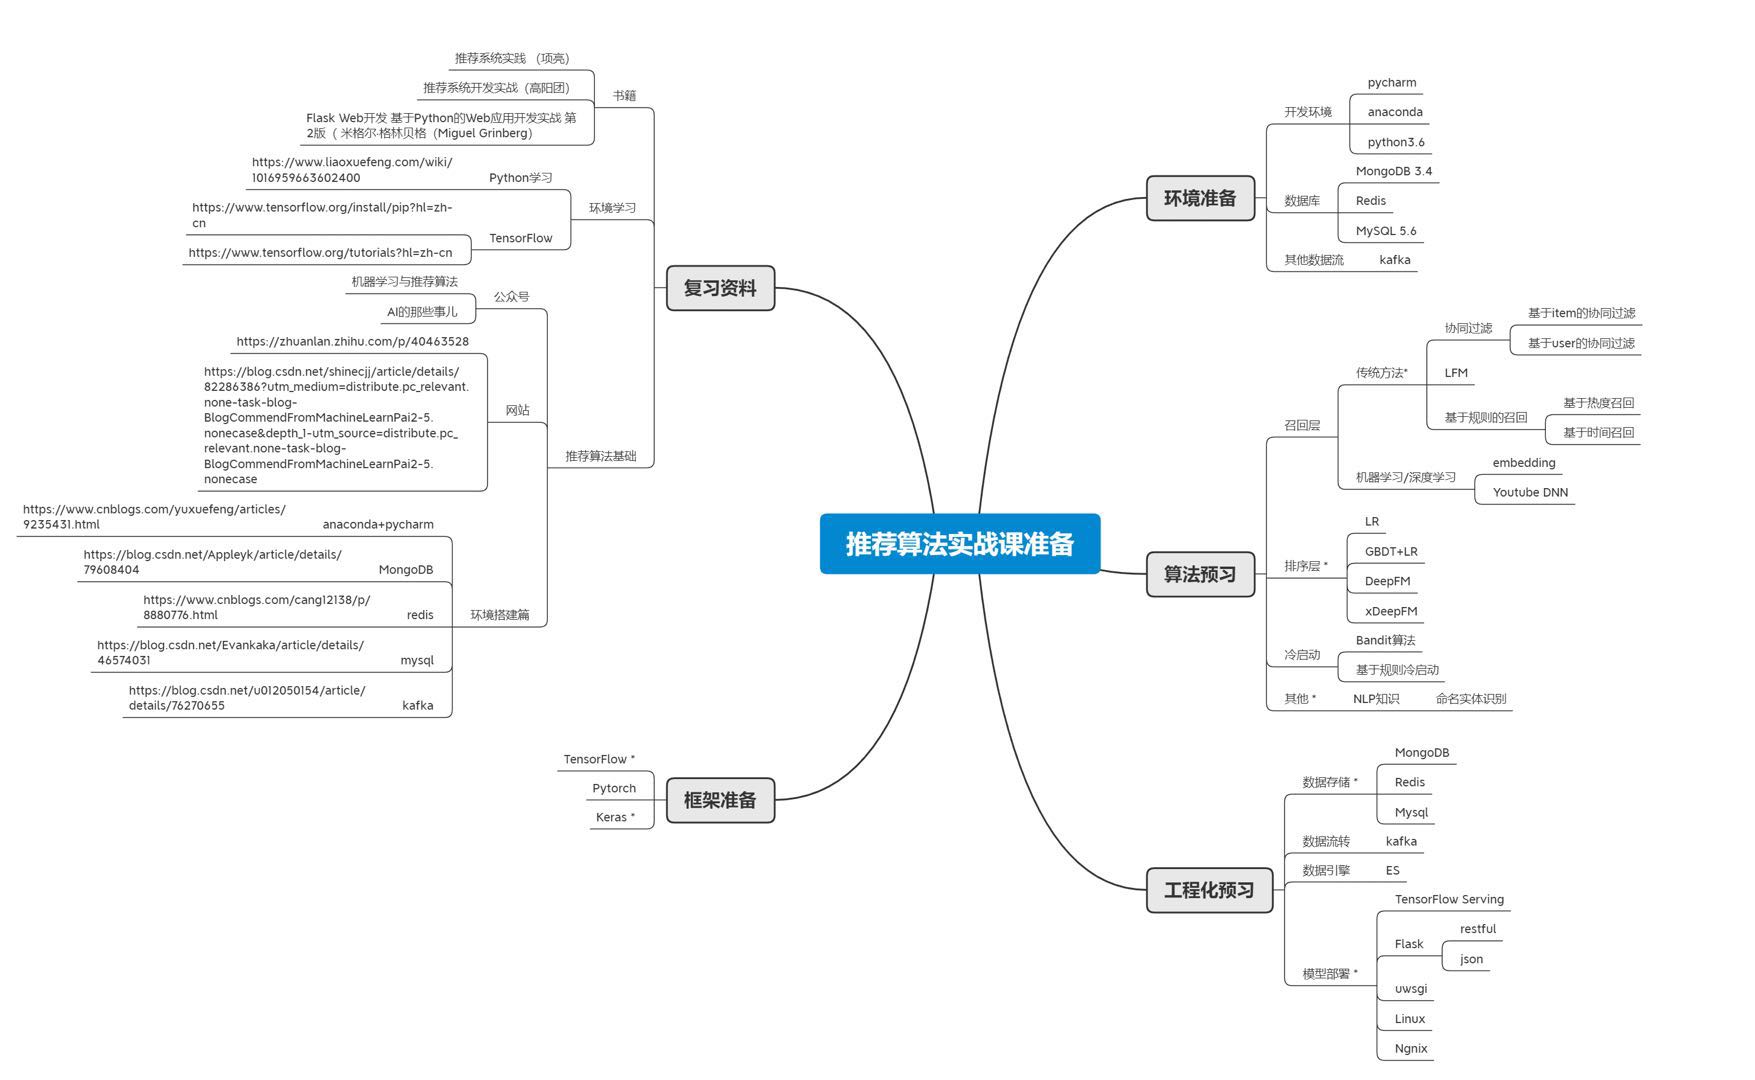 推荐算法实战课准备
环境准备
开发环境
pycharm
anaconda
python3.6
数据库
MongoDB 3.4
Redis
MySQL 5.6
其他数据流
kafka
算法预习
召回层
传统方法*
协同过滤
基于item的协同过滤
基于user的协同过滤
LFM
基于规则的召回
基于热度召回
基于时间召回
机器学习/深度学习
embedding
Youtube DNN
排序层 *
LR
GBDT+LR
DeepFM
xDeepFM
冷启动
Bandit算法
基于规则冷启动
其他 *
NLP知识
命名实体识别
工程化预习
数据存储 *
MongoDB
Redis
Mysql
数据流转
kafka
数据引擎
ES
模型部署 *
TensorFlow Serving
Flask
restful
json
uwsgi
Linux
Ngnix
复习资料
书籍
推荐系统实践 （项亮）
推荐系统开发实战（高阳团）
Flask Web开发 基于Python的Web应用开发实战 第
2版（ 米格尔·格林贝格（Miguel Grinberg）
环境学习
Python学习
https://www.liaoxuefeng.com/wiki/
1016959663602400
TensorFlow
https://www.tensorflow.org/install/pip?hl=zh-
cn
https://www.tensorflow.org/tutorials?hl=zh-cn
推荐算法基础
公众号
机器学习与推荐算法
AI的那些事儿
网站
https://zhuanlan.zhihu.com/p/40463528
https://blog.csdn.net/shinecjj/article/details/
82286386?utm_medium=distribute.pc_relevant.
none-task-blog-
BlogCommendFromMachineLearnPai2-5.
nonecase&depth_1-utm_source=distribute.pc_
relevant.none-task-blog-
BlogCommendFromMachineLearnPai2-5.
nonecase
环境搭建篇
anaconda+pycharm
https://www.cnblogs.com/yuxuefeng/articles/
9235431.html
MongoDB
https://blog.csdn.net/Appleyk/article/details/
79608404
redis
https://www.cnblogs.com/cang12138/p/
8880776.html
mysql
https://blog.csdn.net/Evankaka/article/details/
46574031
kafka
https://blog.csdn.net/u012050154/article/
details/76270655
框架准备
TensorFlow *
Pytorch
Keras *